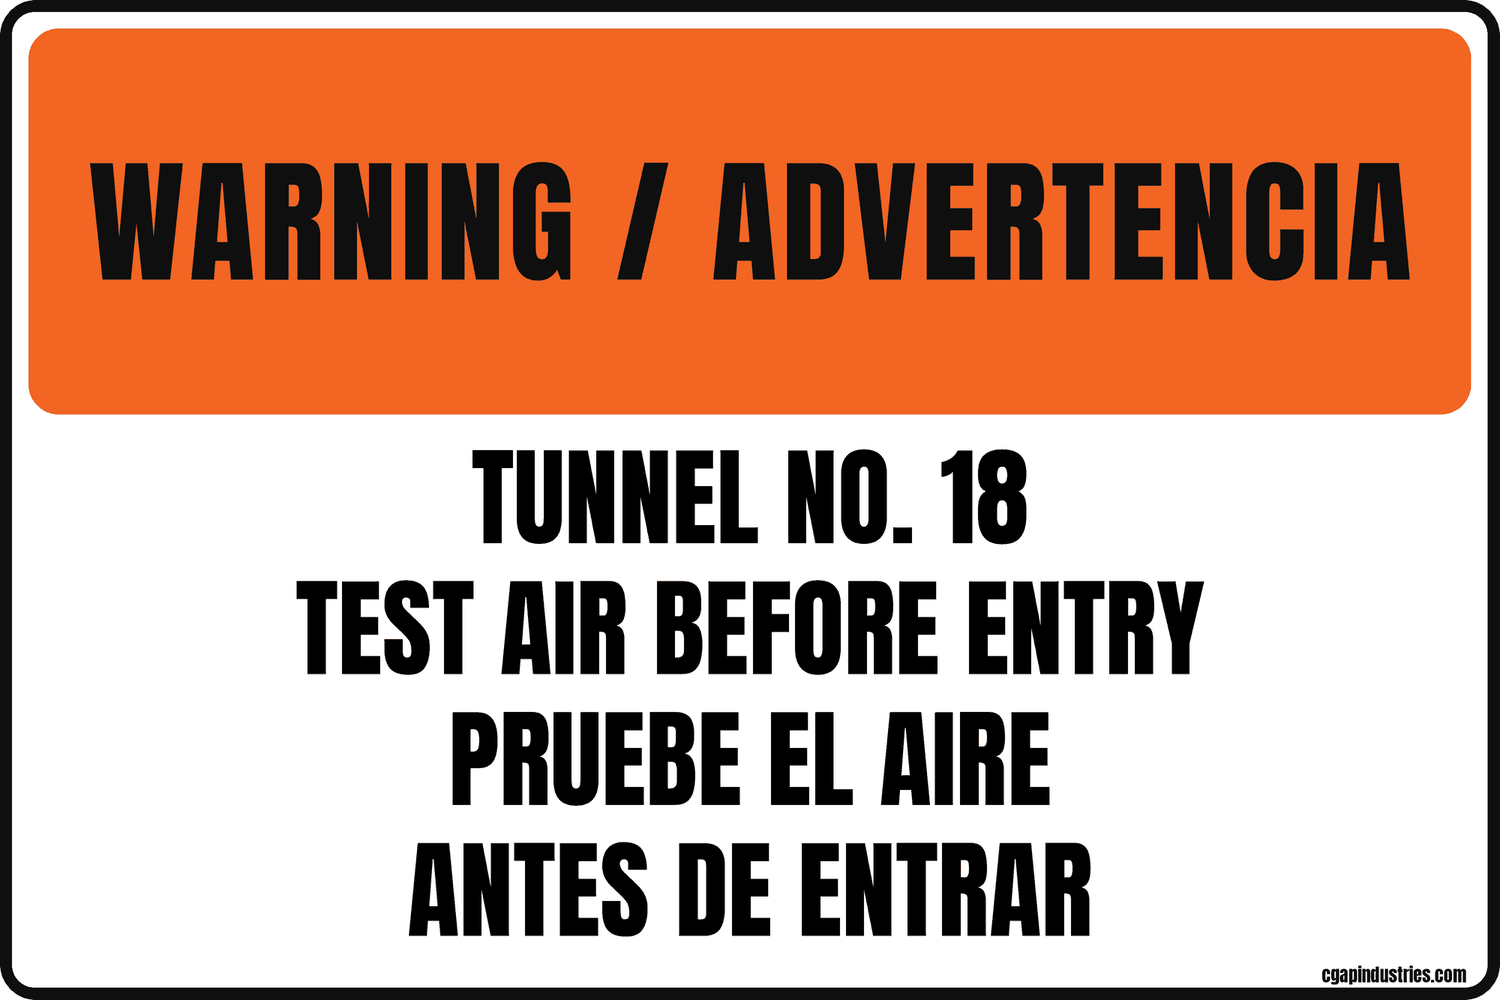 WARNING / ADVERTENCIA
TUNNEL NO. 18
TEST AIR BEFORE ENTRY
PRUEBE EL AIRE
ANTES DE ENTRAR
cgapindustries.com